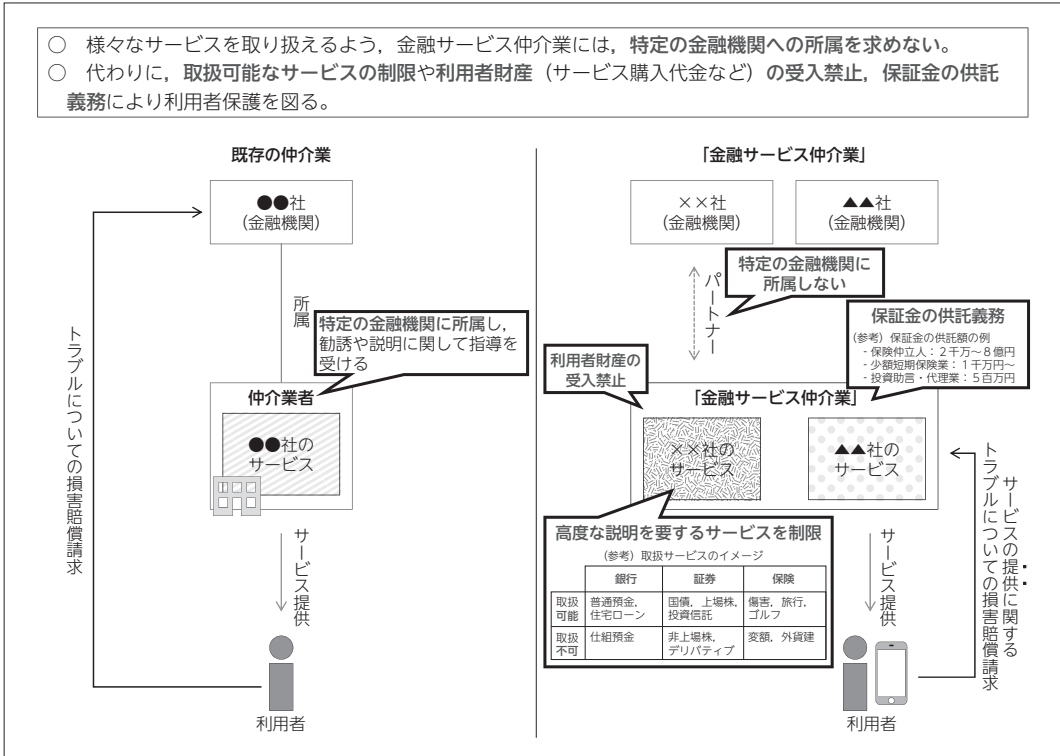 ○ 様々なサービスを取り扱えるよう，金融サービス仲介業には，特定の金融機関への所属を求めない。
○ 代わりに，取扱可能なサービスの制限や利用者財産（サービス購入代金など）の受入禁止，保証金の供託
義務により利用者保護を図る。
既存の仲介業
●●社
(金融機関)
所属
特定の金融機関に所属し，
勧誘や説明に関して指導を
受ける
仲介業者
●●社の
サービス
サービス提供
利用者
トラブルについての損害賠償請求
「金融サービス仲介業」
××社
(金融機関)
▲▲社
(金融機関)
パートナー
特定の金融機関に
所属しない
保証金の供託義務
(参考) 保証金の供託額の例
- 保険仲立人：２千万～８億円
- 少額短期保険業：１千万円～
- 投資助言・代理業：５百万円
利用者財産の
受入禁止
「金融サービス仲介業」
××社の
サービス
▲▲社の
サービス
高度な説明を要するサービスを制限
(参考) 取扱サービスのイメージ
銀行 証券 保険
取扱可能 普通預金，住宅ローン 国債，上場株，投資信託 傷害，旅行，ゴルフ
取扱不可 仕組預金 非上場株，デリバティブ 変額，外貨建
サービス提供
利用者
サービスの提供に関する
トラブルについての損害賠償請求